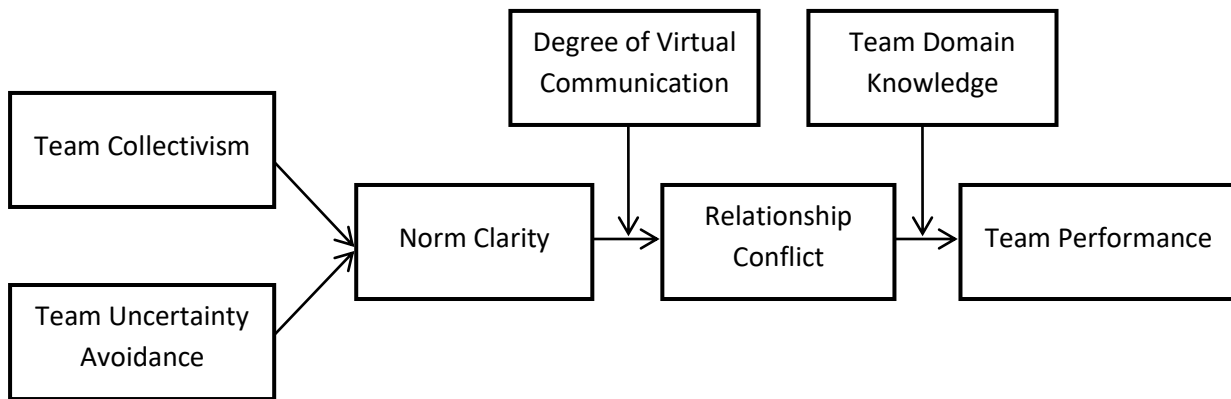 Degree of Virtual
Communication
Team Domain
Knowledge
Team Collectivism
Norm Clarity
Relationship
Conflict
Team Performance
Team Uncertainty
Avoidance